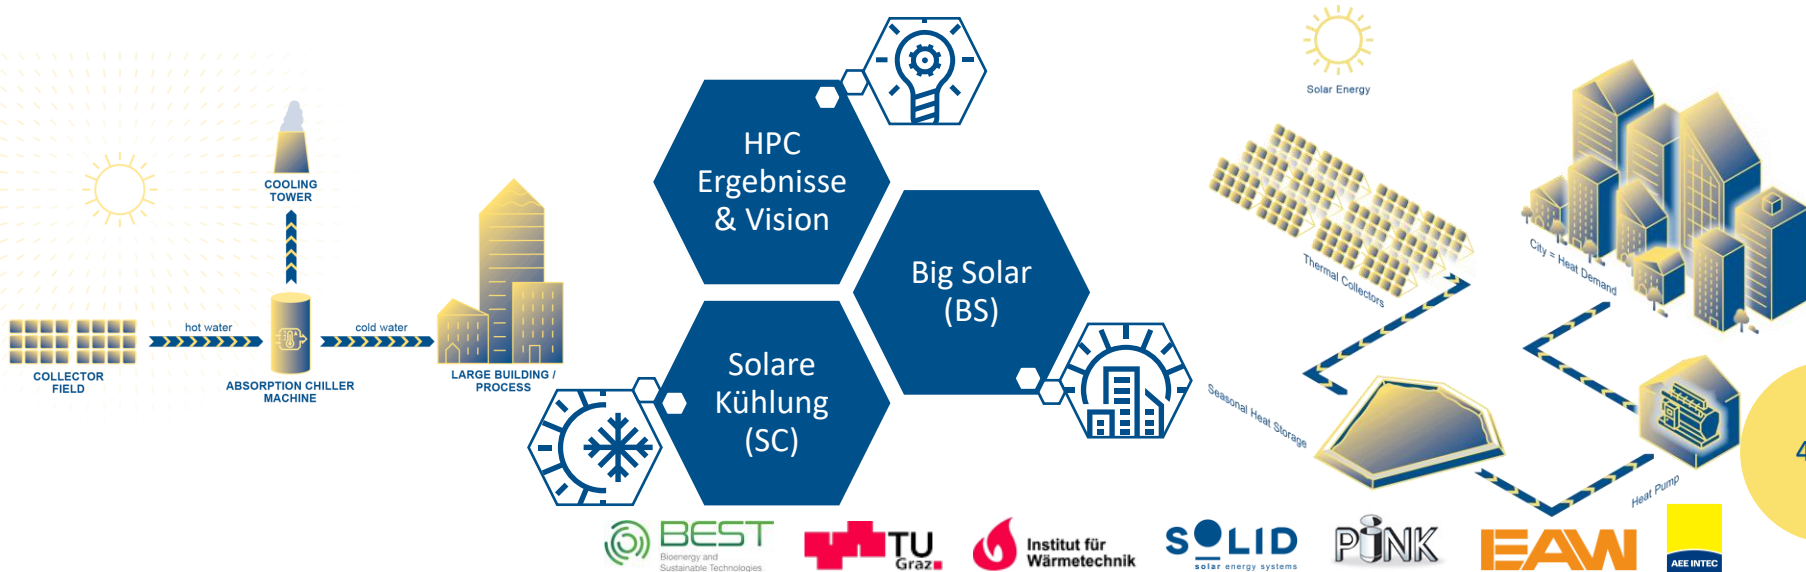 COOLING
TOWER
hot water
cold water
COLLECTOR
FIELD
ABSORPTION CHILLER
MACHINE
LARGE BUILDING /
PROCESS
HPC
Ergebnisse
& Vision
Big Solar
(BS)
Solare
Kühlung
(SC)
Solar Energy
Thermal Collectors
City = Heat Demand
Seasonal Heat Storage
Heat Pump
4
BEST
Bioenergy and
Sustainable Technologies
TU
Graz
Institut für
Wärmetechnik
SOLID
solar energy systems
PINK
EAW
AEE INTEC